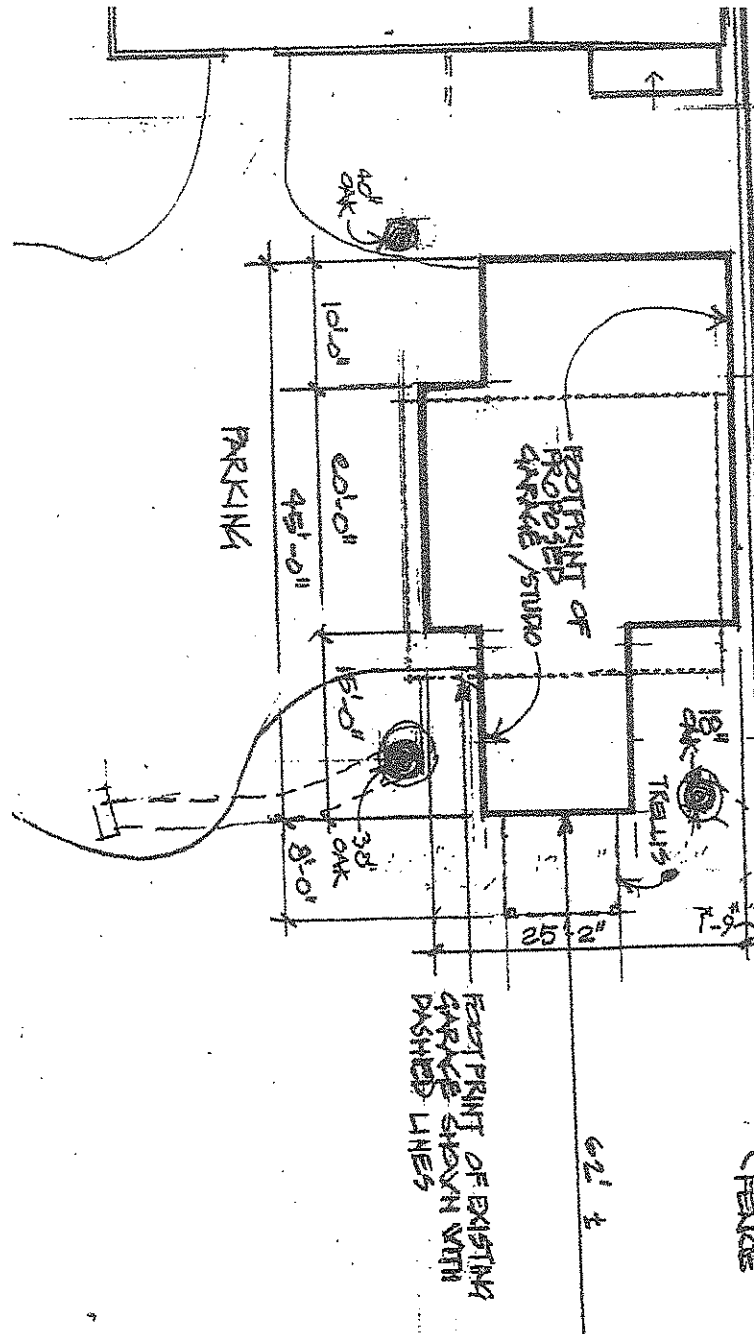 40"
OAK
10'-0"
20'-0"
45'-0"
15'-0"
8'-0"
PARKING
FOOTPRINT OF
PROPOSED
GARAGE/STUDIO
18"
OAK
TRELLIS
38"
OAK
25'-2"
FOOTPRINT OF EXISTING
GARAGE SHOWN WITH
DASHED LINES
62' ±
FENCE